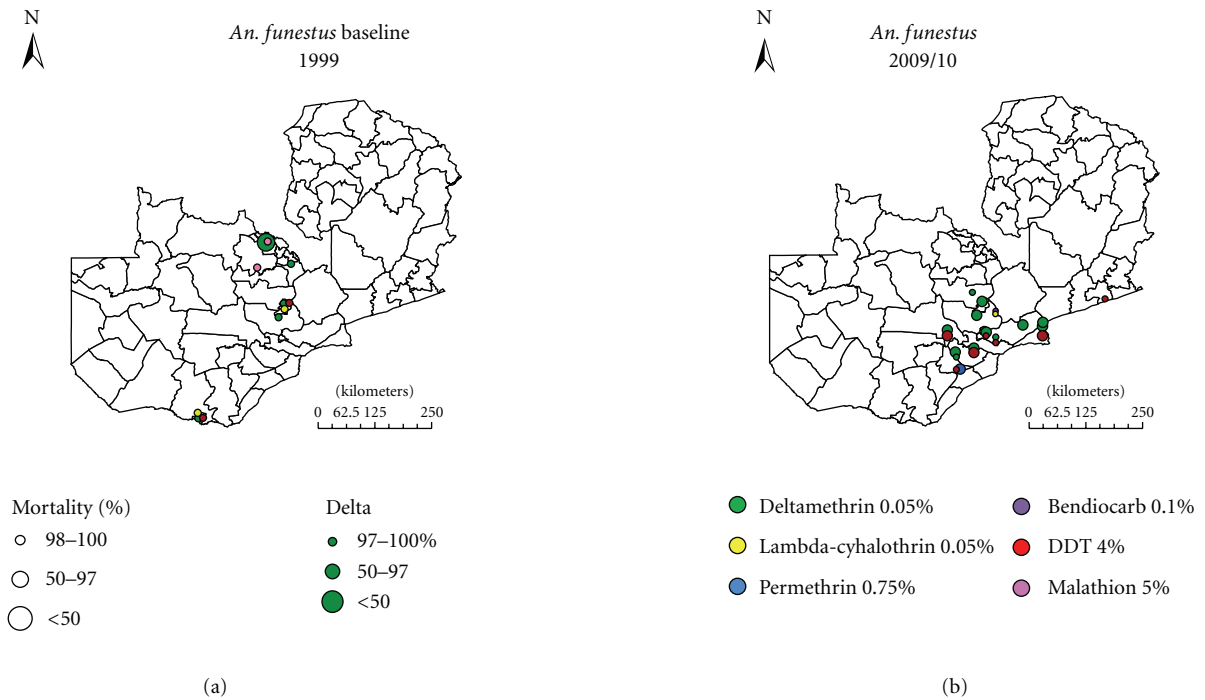 N
An. funestus baseline
1999
(kilometers)
0 62.5 125 250
Mortality (%)
98–100
50–97
<50
Delta
97–100%
50–97
<50
(a)
N
An. funestus
2009/10
(kilometers)
0 62.5 125 250
Deltamethrin 0.05%
Lambda-cyhalothrin 0.05%
Permethrin 0.75%
Bendiocarb 0.1%
DDT 4%
Malathion 5%
(b)